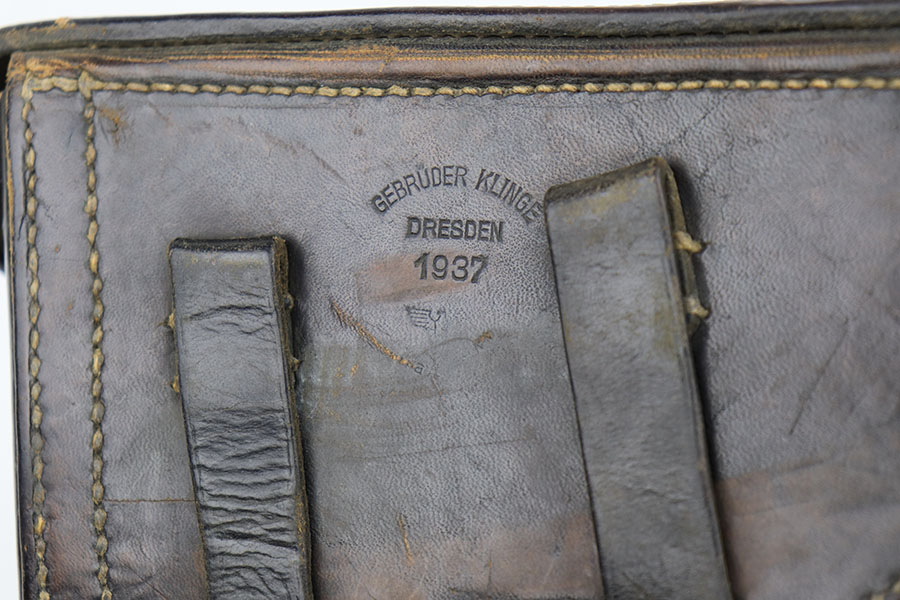 GEBRÜDER KLINGE
DRESDEN
1937